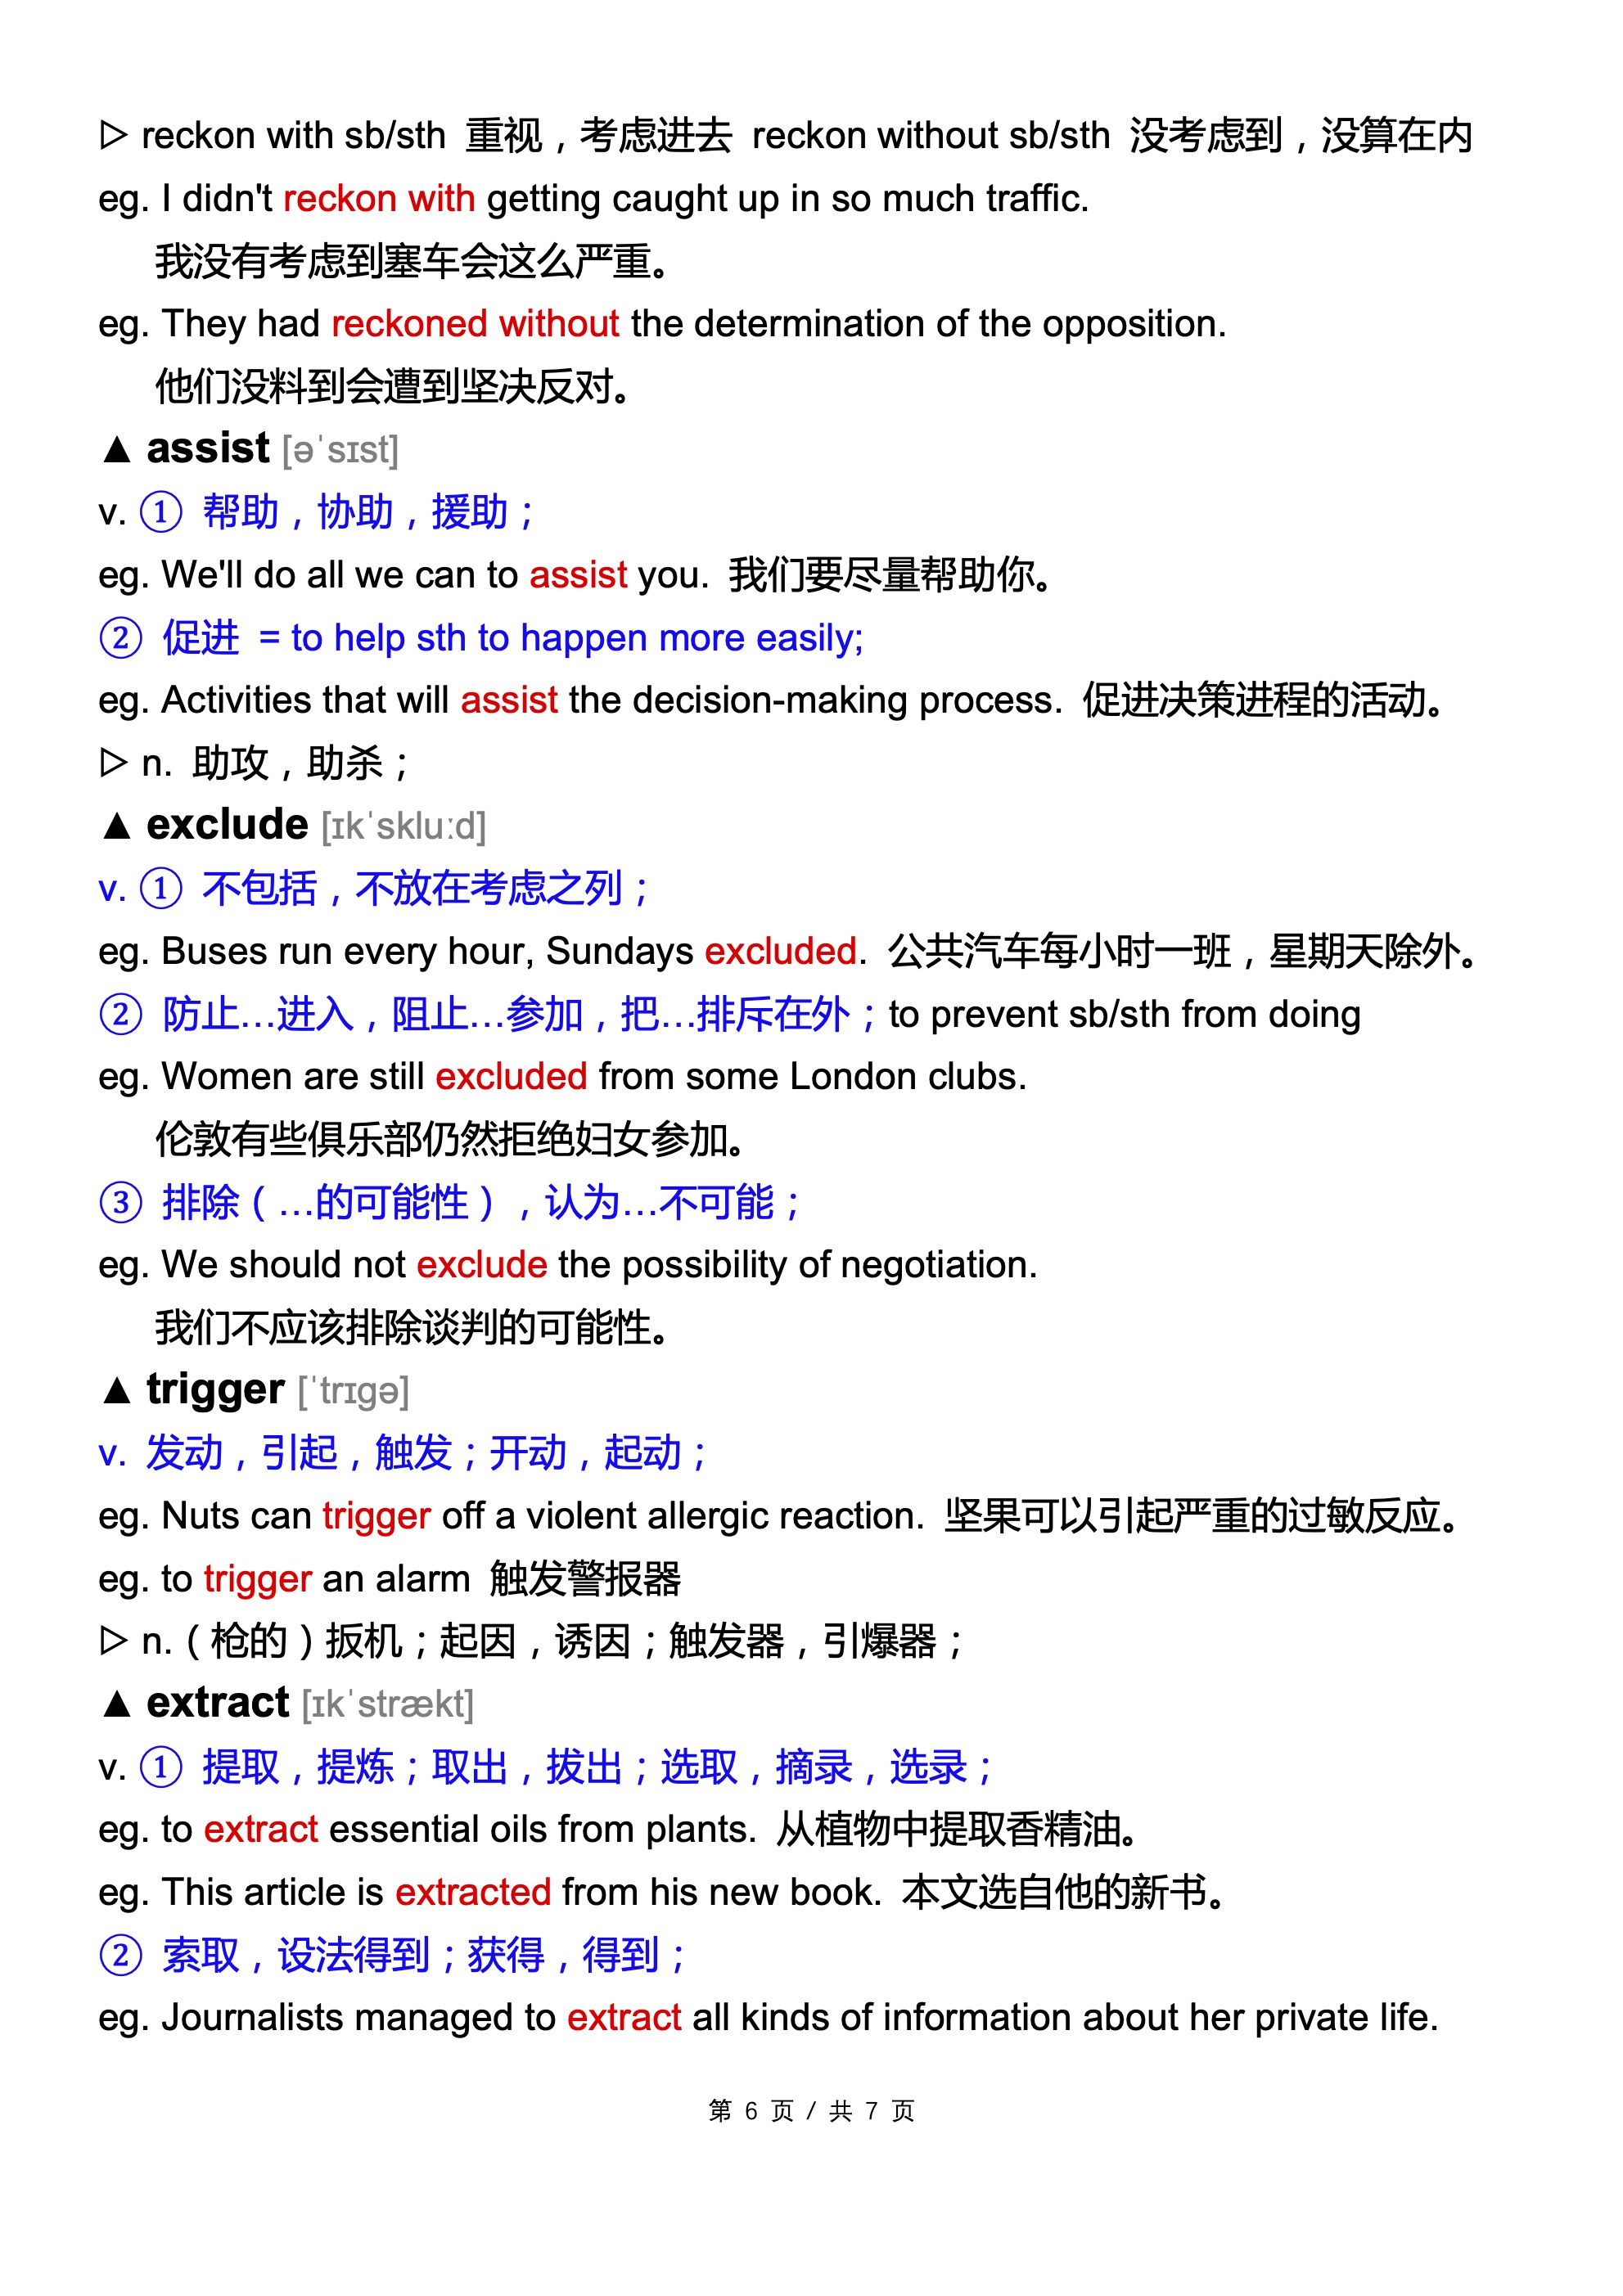 ▷ reckon with sb/sth 重视，考虑进去 reckon without sb/sth 没考虑到，没算在内
eg. I didn't reckon with getting caught up in so much traffic.
我没有考虑到塞车会这么严重。
eg. They had reckoned without the determination of the opposition.
他们没料到会遭到坚决反对。
▲ assist [əˈsɪst]
v. ① 帮助，协助，援助；
eg. We'll do all we can to assist you. 我们要尽量帮助你。
② 促进 = to help sth to happen more easily;
eg. Activities that will assist the decision-making process. 促进决策进程的活动。
▷ n. 助攻，助杀；
▲ exclude [ɪkˈskluːd]
v. ① 不包括，不放在考虑之列；
eg. Buses run every hour, Sundays excluded. 公共汽车每小时一班，星期天除外。
② 防止…进入，阻止…参加，把…排斥在外；to prevent sb/sth from doing
eg. Women are still excluded from some London clubs.
伦敦有些俱乐部仍然拒绝妇女参加。
③ 排除（…的可能性），认为…不可能；
eg. We should not exclude the possibility of negotiation.
我们不应该排除谈判的可能性。
▲ trigger [ˈtrɪgə]
v. 发动，引起，触发；开动，起动；
eg. Nuts can trigger off a violent allergic reaction. 坚果可以引起严重的过敏反应。
eg. to trigger an alarm 触发警报器
▷ n.（枪的）扳机；起因，诱因；触发器，引爆器；
▲ extract [ɪkˈstrækt]
v. ① 提取，提炼；取出，拔出；选取，摘录，选录；
eg. to extract essential oils from plants. 从植物中提取香精油。
eg. This article is extracted from his new book. 本文选自他的新书。
② 索取，设法得到；获得，得到；
eg. Journalists managed to extract all kinds of information about her private life.
第 6 页 / 共 7 页